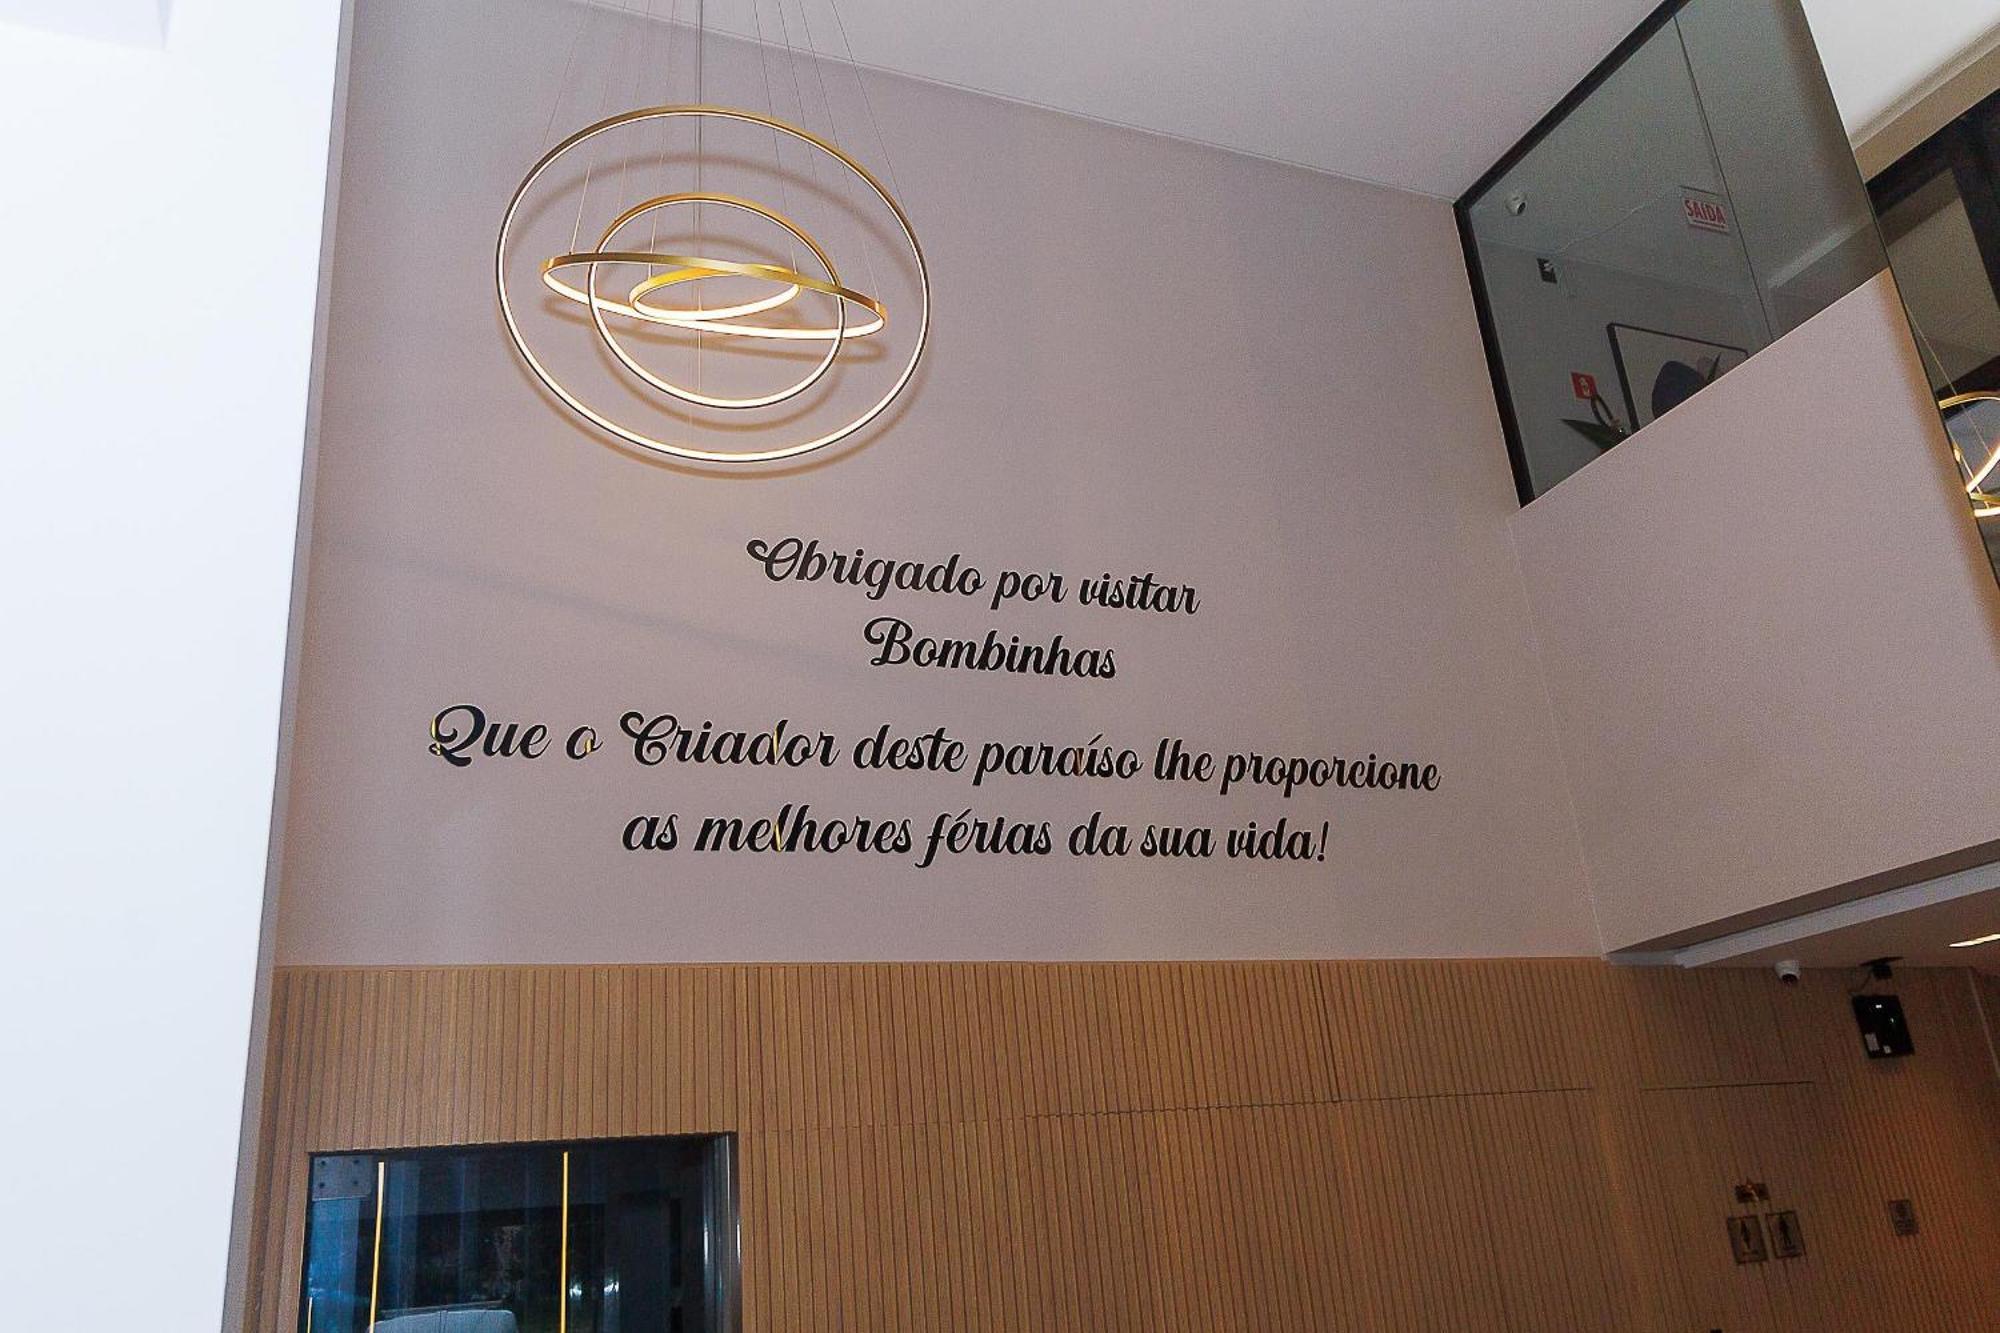 SAÍDA
Obrigado por visitar
Bombinhas
Que o Criador deste paraíso lhe proporcione
as melhores férias da sua vida!